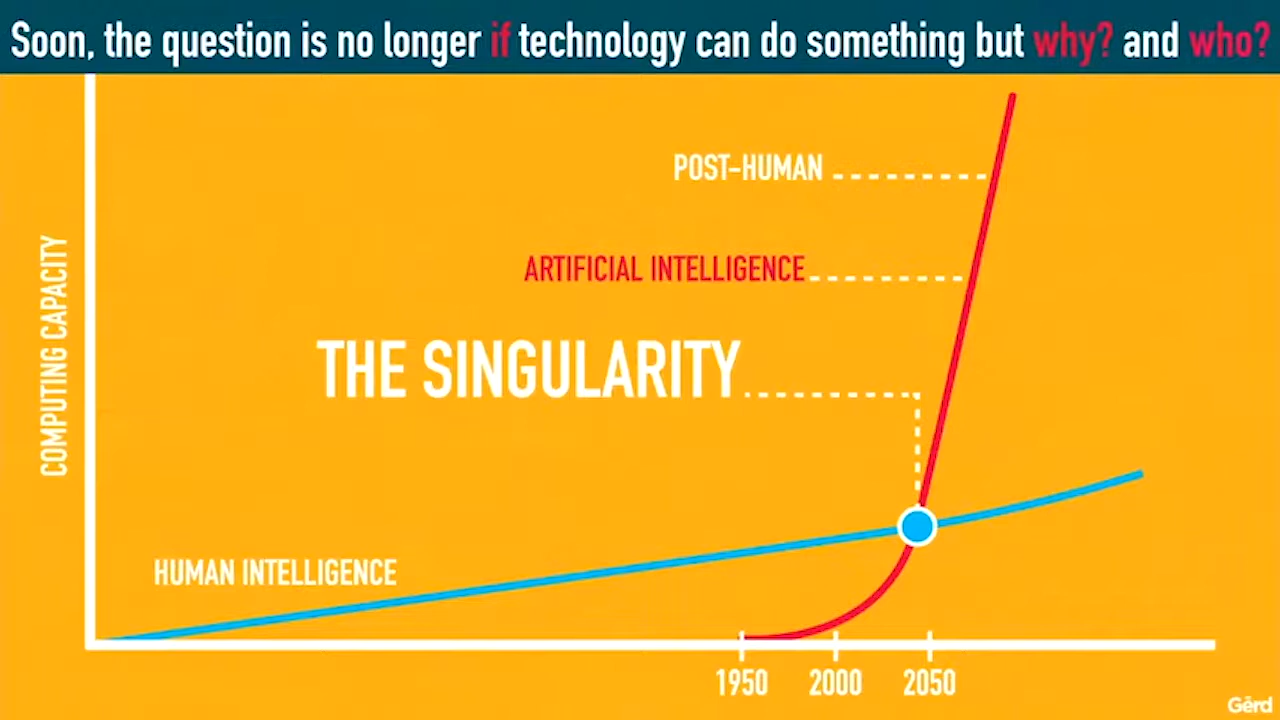 Soon, the question is no longer if technology can do something but why? and who?
POST-HUMAN
ARTIFICIAL INTELLIGENCE
THE SINGULARITY
COMPUTING CAPACITY
HUMAN INTELLIGENCE
1950 2000 2050
Gērd